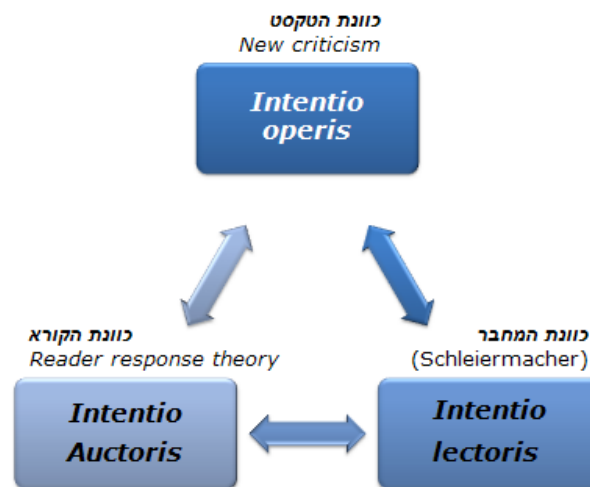 כוונת הטקסט
New criticism
Intentio
operis
כוונת הקורא
Reader response theory
Intentio
Auctoris
כוונת המחבר
(Schleiermacher)
Intentio
lectoris